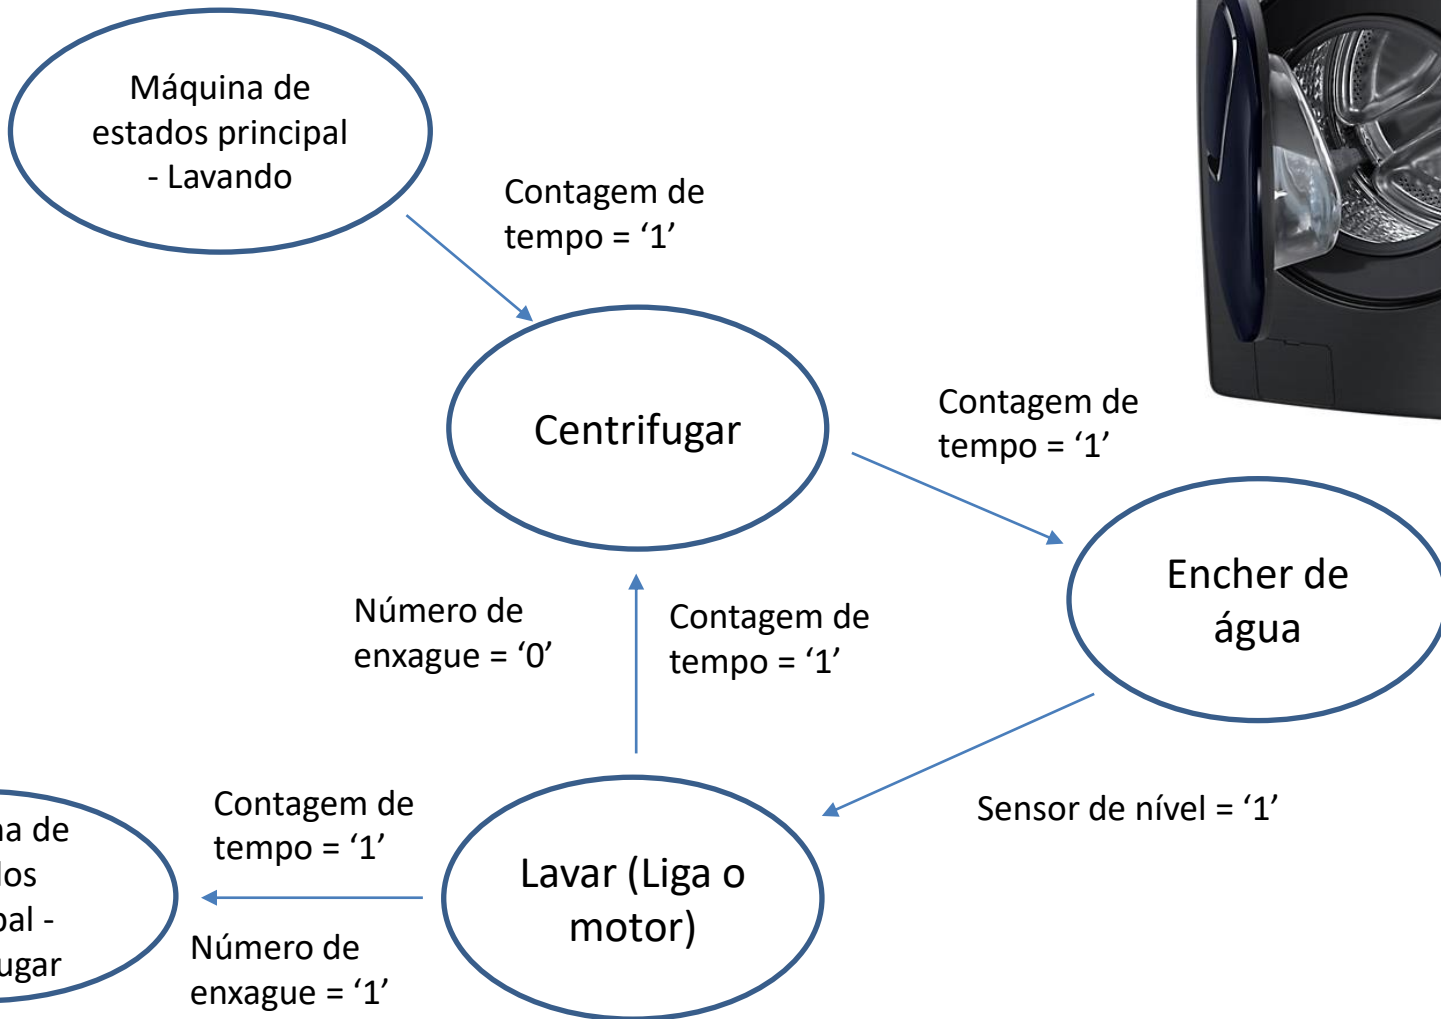 Máquina de
estados principal
- Lavando
Contagem de
tempo = ‘1’
Centrifugar
Contagem de
tempo = ‘1’
Encher de
água
Número de
enxague = ‘0’
Contagem de
tempo = ‘1’
Sensor de nível = ‘1’
Contagem de
tempo = ‘1’
Lavar (Liga o
motor)
de
Número de
enxague = ‘1’